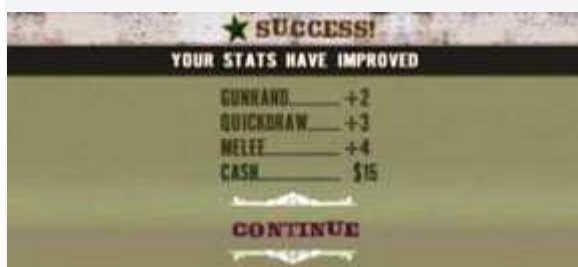 SUCCESS!
YOUR STATS HAVE IMPROVED
GUNHAND +2
QUICKDRAW +3
MELEE +4
CASH $15
CONTINUE